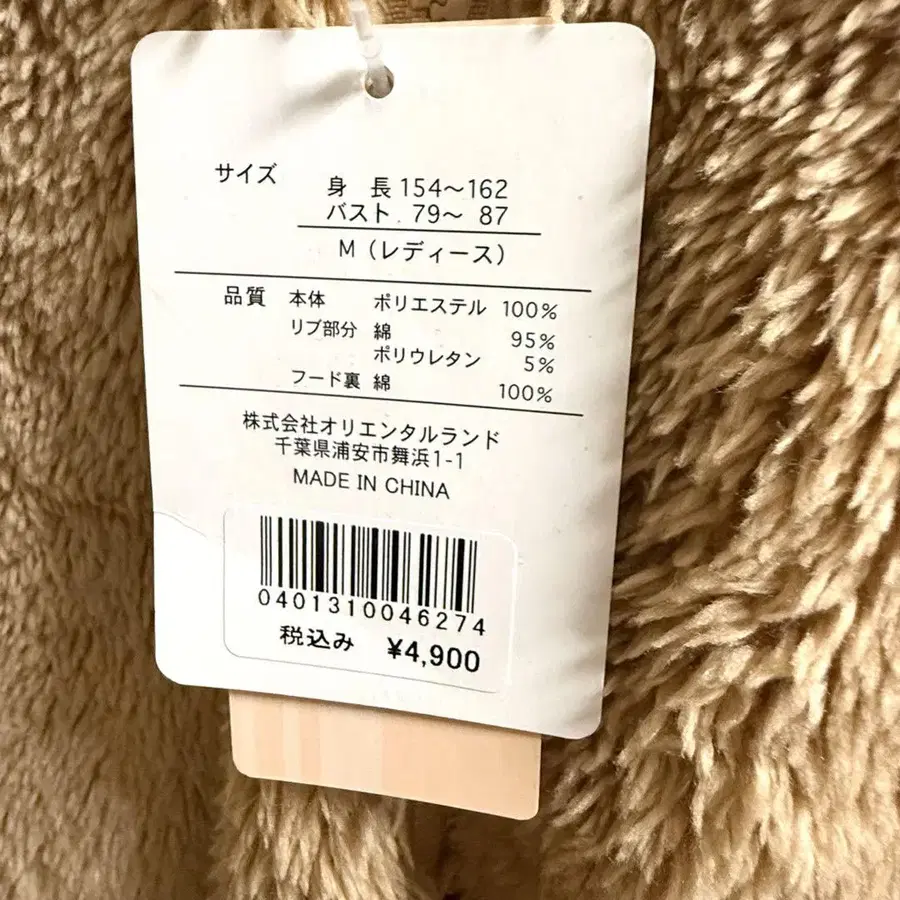 サイズ
身 長 154～162
バスト 79～ 87
M（レディース）
品質 本体 ポリエステル 100%
リブ部分 綿 95%
ポリウレタン 5%
フード裏 綿 100%
株式会社オリエンタルランド
千葉県浦安市舞浜1-1
MADE IN CHINA
0401310046274
税込み ¥4,900